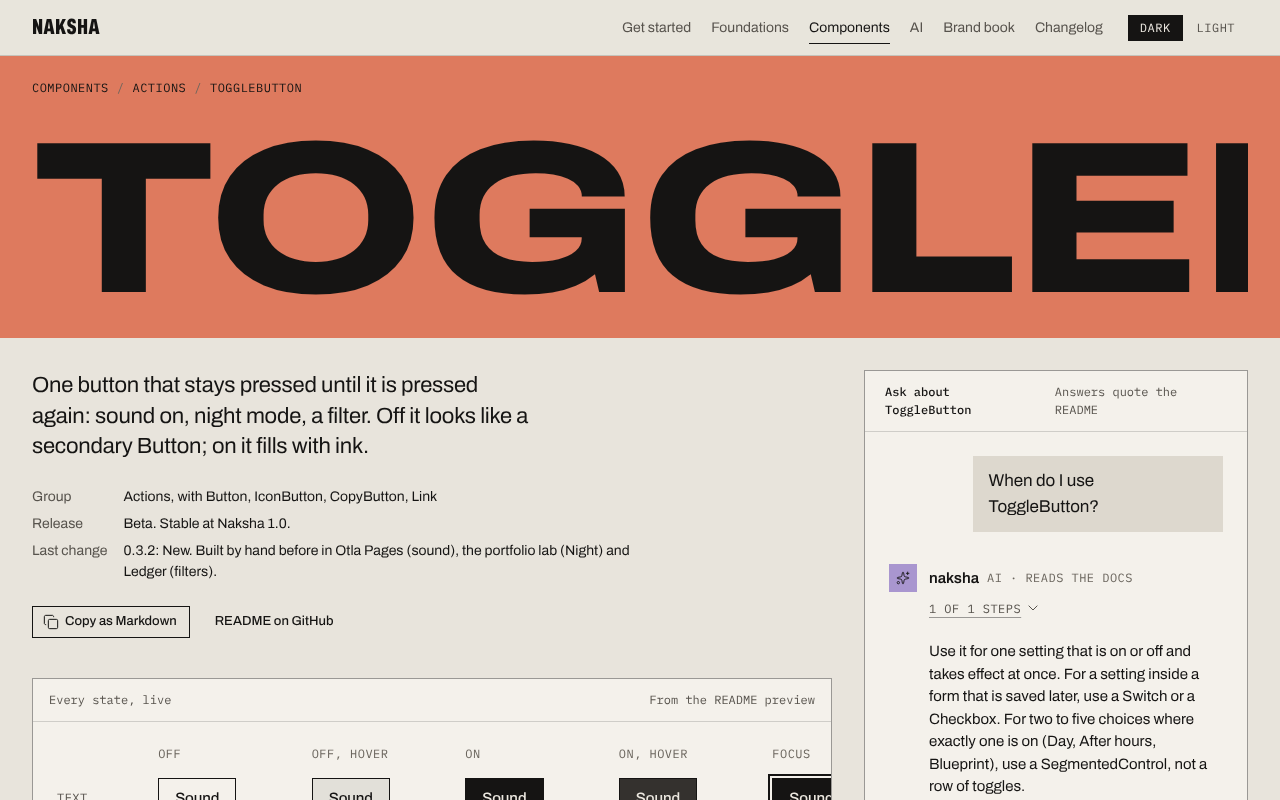 NAKSHA
Get started
Foundations
Components
AI
Brand book
Changelog
DARK
LIGHT
COMPONENTS / ACTIONS / TOGGLEBUTTON
TOGGLE
One button that stays pressed until it is pressed
again: sound on, night mode, a filter. Off it looks like a
secondary Button; on it fills with ink.
Group Actions, with Button, IconButton, CopyButton, Link
Release Beta. Stable at Naksha 1.0.
Last change 0.3.2: New. Built by hand before in Otla Pages (sound), the portfolio lab (Night) and
Ledger (filters).
Copy as Markdown
README on GitHub
Every state, live
From the README preview
OFF
OFF, HOVER
ON
ON, HOVER
FOCUS
TEXT
Sound
Sound
Sound
Sound
Sound
Ask about
ToggleButton
Answers quote the
README
When do I use
ToggleButton?
naksha AI · READS THE DOCS
1 OF 1 STEPS
Use it for one setting that is on or off and
takes effect at once. For a setting inside a
form that is saved later, use a Switch or a
Checkbox. For two to five choices where
exactly one is on (Day, After hours,
Blueprint), use a SegmentedControl, not a
row of toggles.